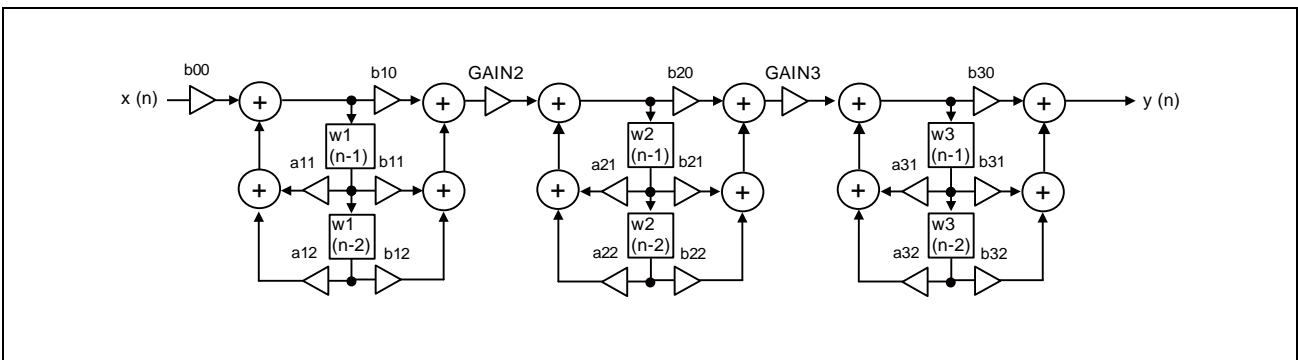 b00 b10 GAIN2 b20 GAIN3 b30
x (n) + + + + + + y (n)
w1 w2 w3
(n-1) (n-1) (n-1)
a11 b11 a21 b21 a31 b31
+ + + + + +
w1 w2 w3
(n-2) (n-2) (n-2)
a12 b12 a22 b22 a32 b32